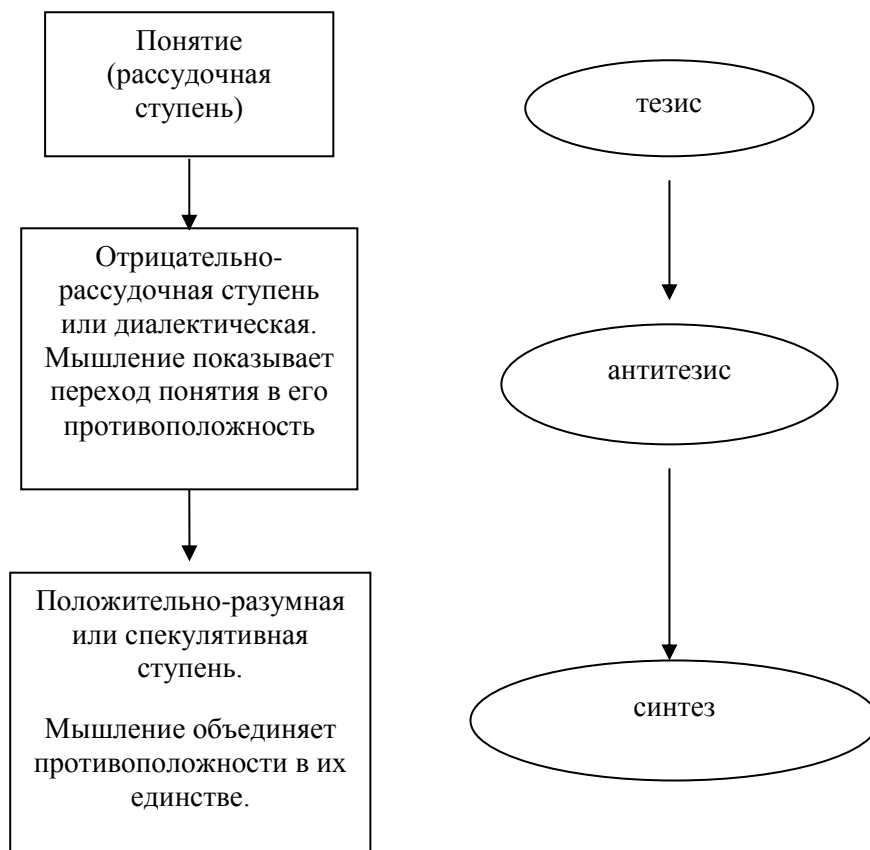 Понятие
(рассудочная
ступень)
тезис
Отрицательно-
рассудочная ступень
или диалектическая.
Мышление показывает
переход понятия в его
противоположность
антитезис
Положительно-разумная
или спекулятивная
ступень.
Мышление объединяет
противоположности в их
единстве.
синтез